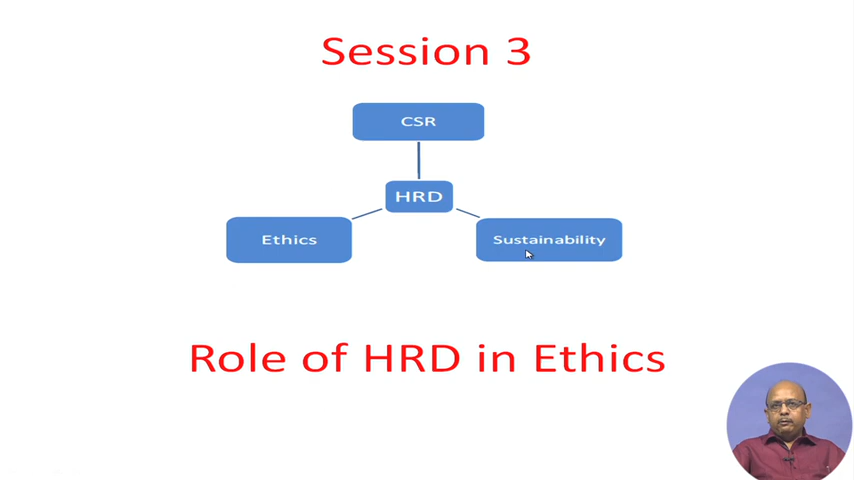 Session 3
CSR
HRD
Ethics
Sustainability
Role of HRD in Ethics